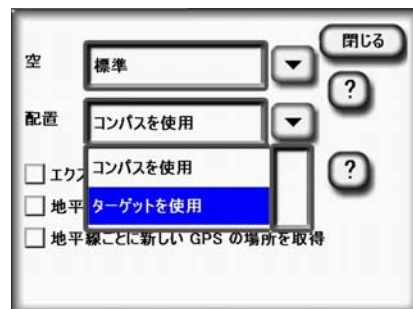 閉じる
空
標準
?
配置
コンパスを使用
コンパスを使用
?
エクス
ターゲットを使用
地平
地平線ごとに新しい GPS の場所を取得